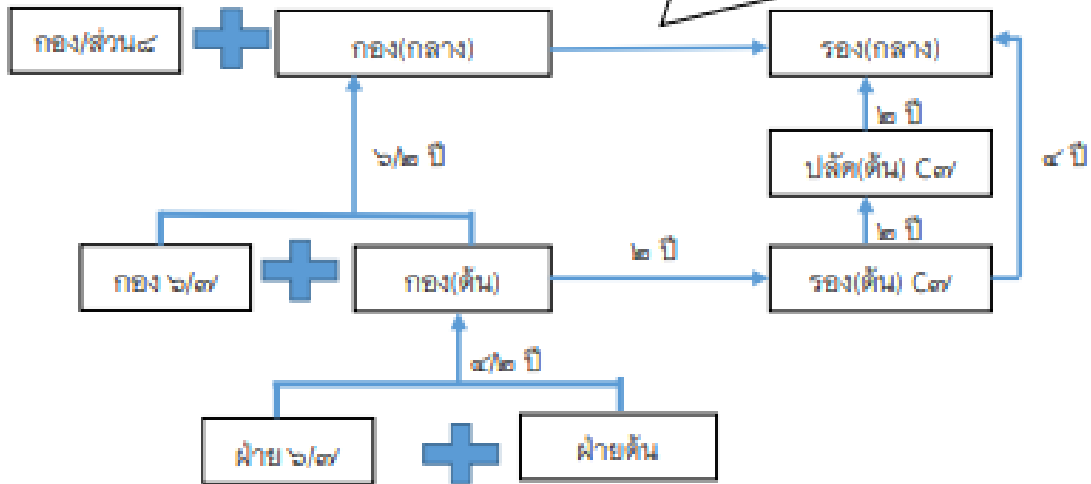 กอง/ส่วน๘
กอง(กลาง)
รอง(กลาง)
๒ ปี
๖/๒ ปี
ปลัด(ต้น) C๗
๔ ปี
๒ ปี
กอง ๖/๗
กอง(ต้น)
๒ ปี
รอง(ต้น) C๗
๔/๒ ปี
ฝ่าย ๖/๗
ฝ่ายต้น